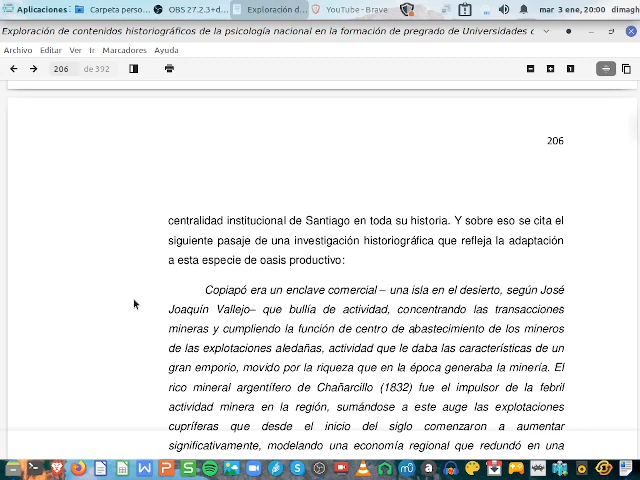 Aplicaciones
Carpeta perso...
OBS 27.2.3+d...
Exploración d...
YouTube - Brave
mar 3 ene, 20:00
dimagh
Exploración de contenidos historiográficos de la psicología nacional en la formación de pregrado de Universidades c
Archivo Editar Ver Ir Marcadores Ayuda
206 de 392
206
centralidad institucional de Santiago en toda su historia. Y sobre eso se cita el
siguiente pasaje de una investigación historiográfica que refleja la adaptación
a esta especie de oasis productivo:
Copiapó era un enclave comercial – una isla en el desierto, según José
Joaquín Vallejo– que bullía de actividad, concentrando las transacciones
mineras y cumpliendo la función de centro de abastecimiento de los mineros
de las explotaciones aledañas, actividad que le daba las características de un
gran emporio, movido por la riqueza que en la época generaba la minería. El
rico mineral argentífero de Chañarcillo (1832) fue el impulsor de la febril
actividad minera en la región, sumándose a este auge las explotaciones
cupríferas que desde el inicio del siglo comenzaron a aumentar
significativamente, modelando una economía regional que redundó en una